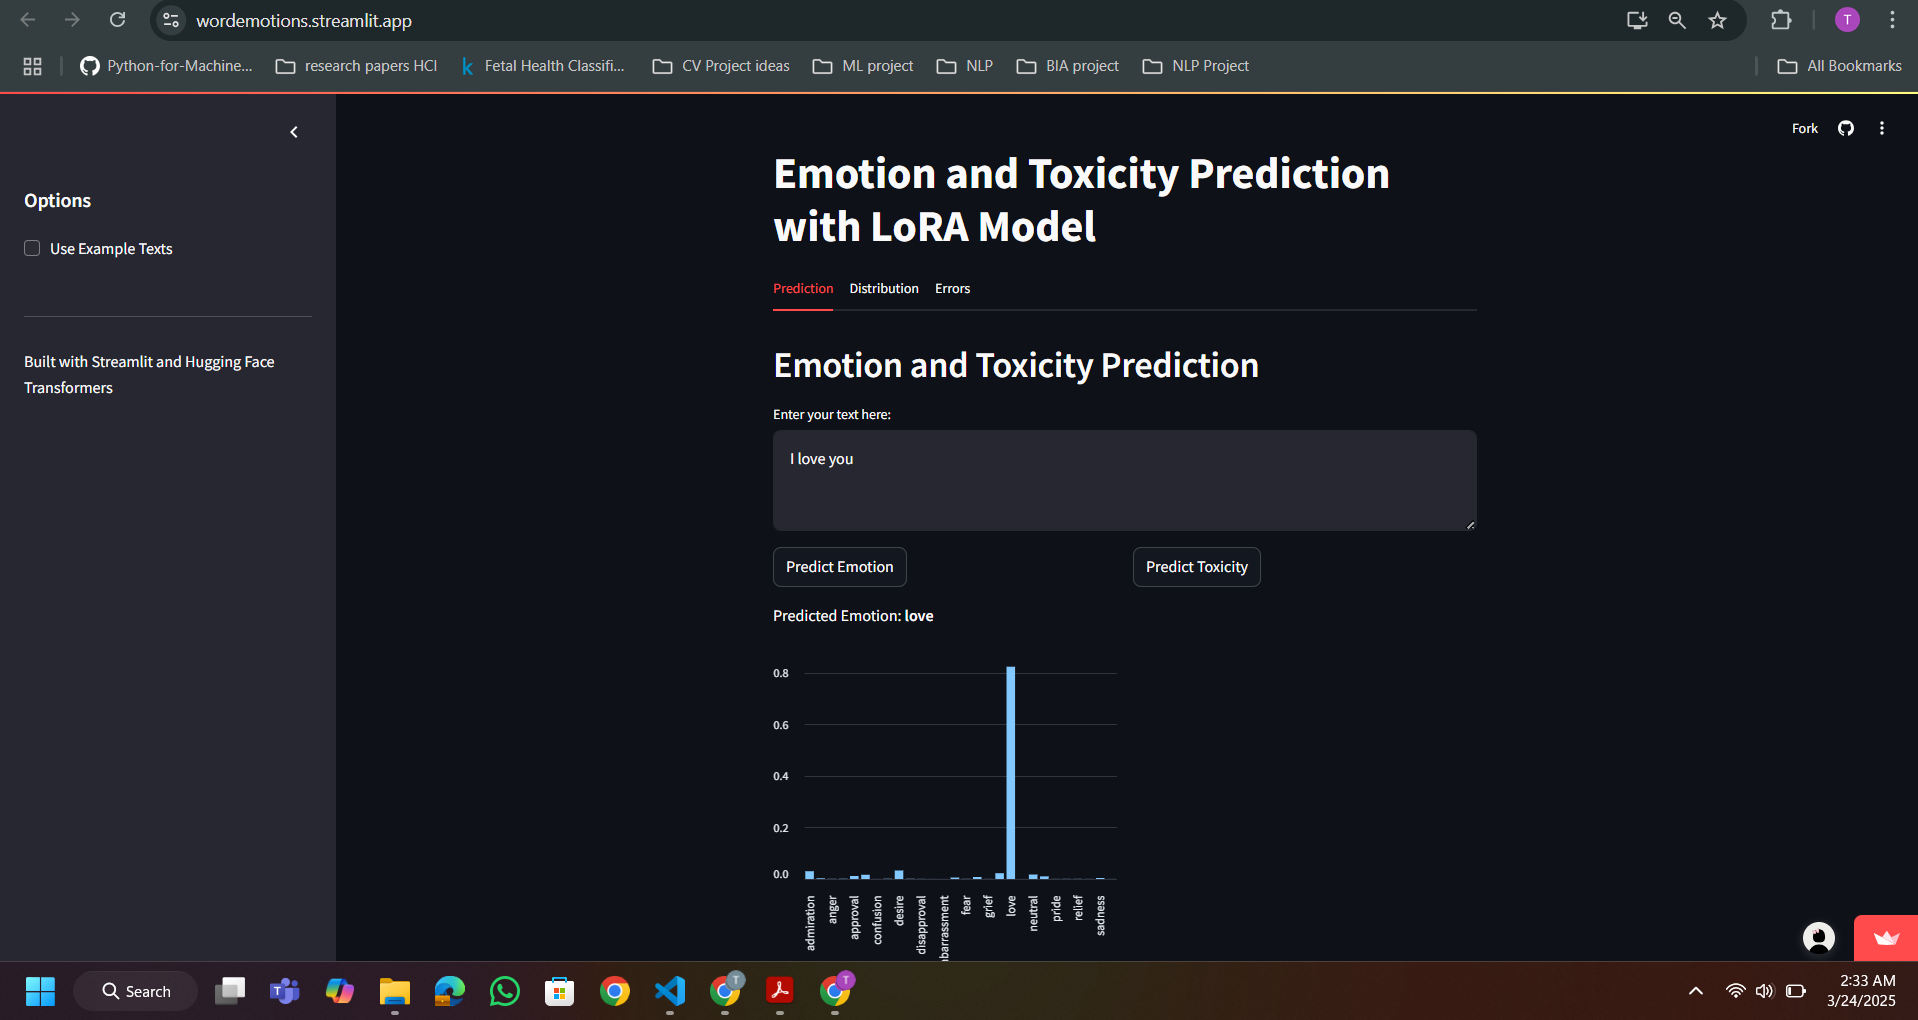 wordemotions.streamlit.app
T
Python-for-Machine...
research papers HCI
Fetal Health Classifi...
CV Project ideas
ML project
NLP
BIA project
NLP Project
All Bookmarks
Options
Use Example Texts
Built with Streamlit and Hugging Face
Transformers
Fork
Emotion and Toxicity Prediction
with LoRA Model
Prediction Distribution Errors
Emotion and Toxicity Prediction
Enter your text here:
I love you
Predict Emotion
Predict Toxicity
Predicted Emotion: love
0.8
0.6
0.4
0.2
0.0
admiration
anger
approval
confusion
desire
disapproval
barrassment
fear
grief
love
neutral
pride
relief
sadness
Search
T
T
2:33 AM
3/24/2025